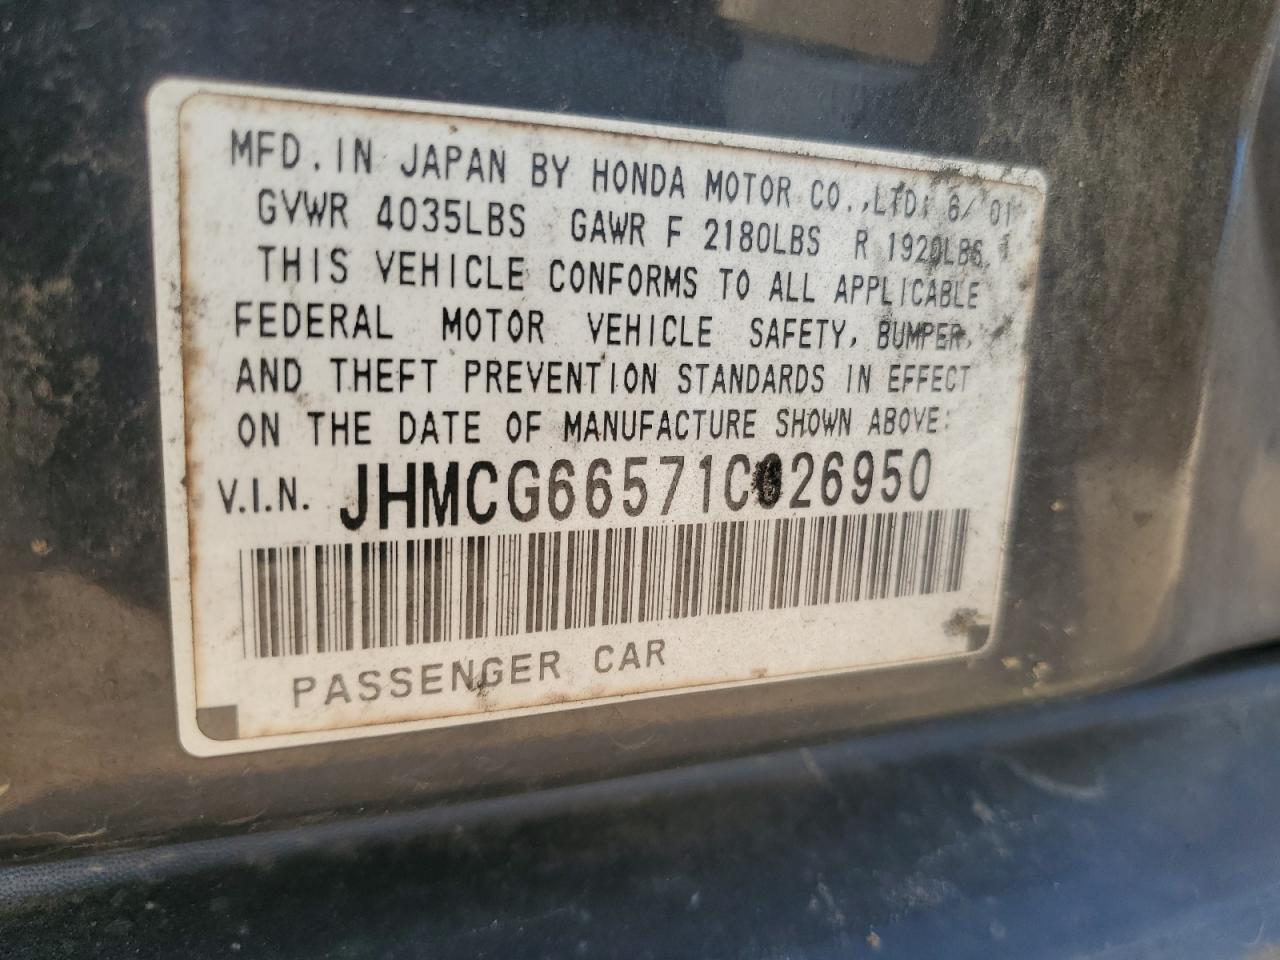 MFD. IN JAPAN BY HONDA MOTOR CO., LTD. 6/ 01
GVWR 4035LBS GAWR F 2180LBS R 1920LBS.
THIS VEHICLE CONFORMS TO ALL APPLICABLE
FEDERAL MOTOR VEHICLE SAFETY, BUMPER,
AND THEFT PREVENTION STANDARDS IN EFFECT
ON THE DATE OF MANUFACTURE SHOWN ABOVE:
V.I.N. JHMCG66571C026950
PASSENGER CAR